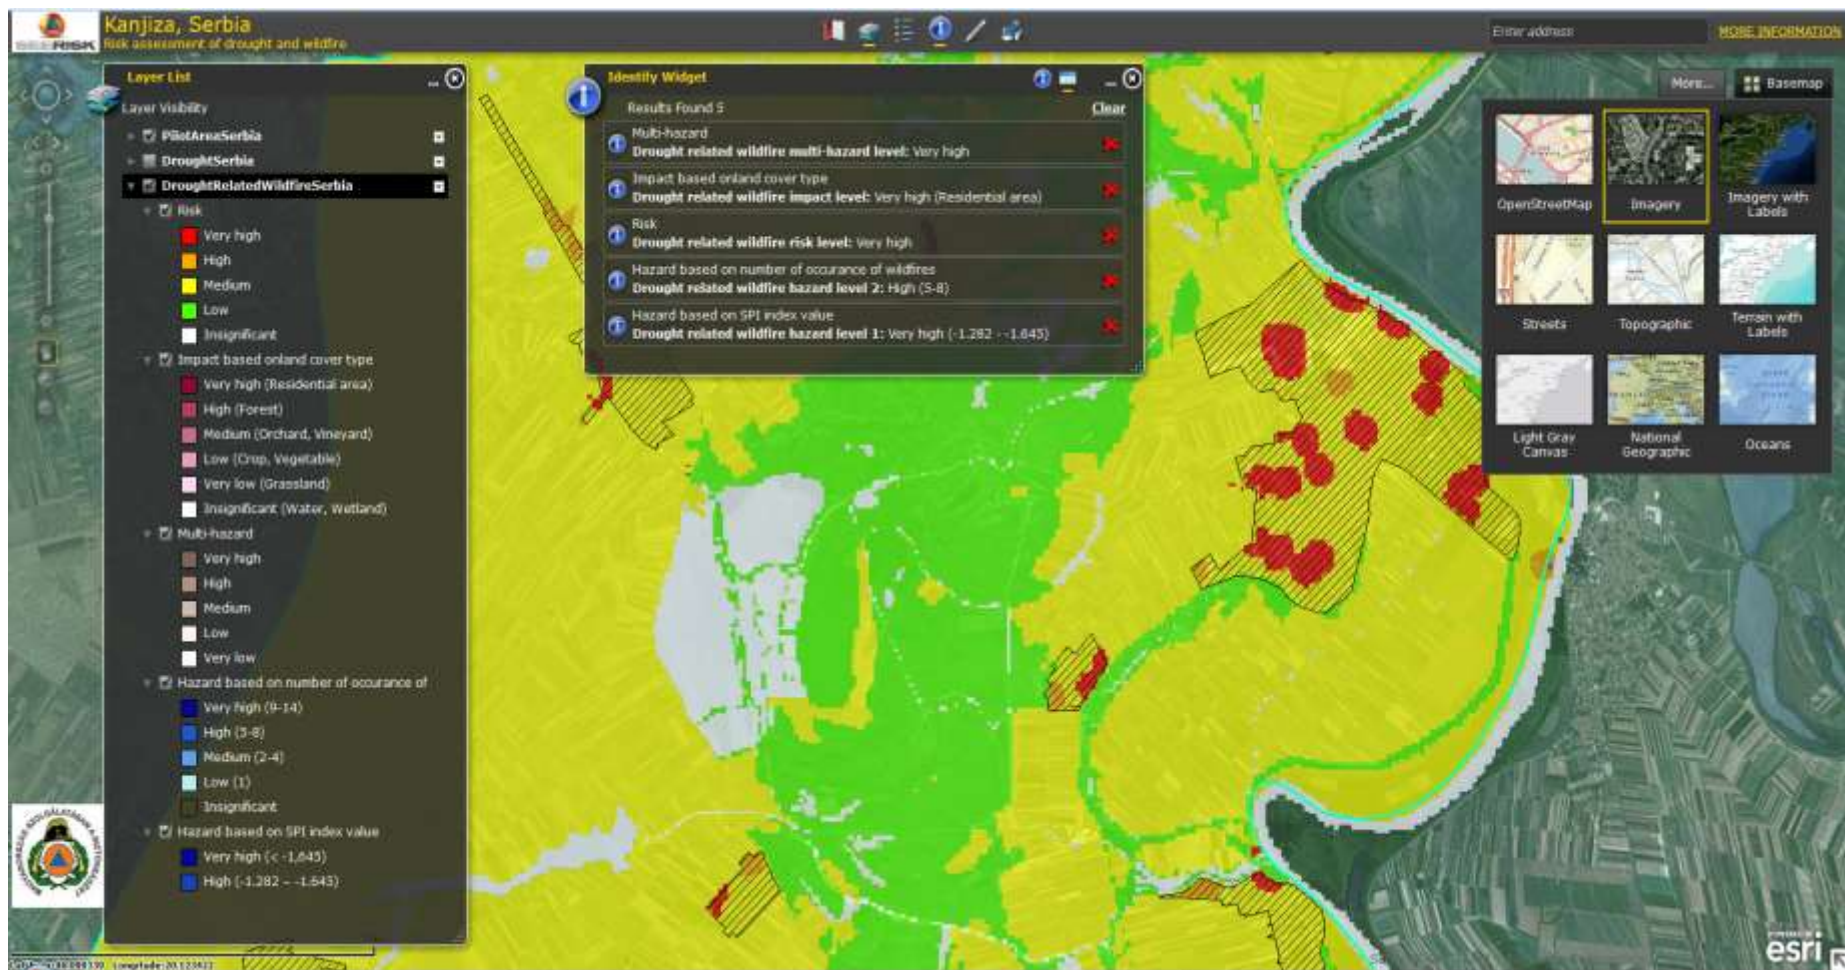 SEERISK
Kanjiza, Serbia
Risk assessment of drought and wildfire
Enter address
MORE INFORMATION
Layer List
Layer Visibility
PilotAreaSerbia
DroughtSerbia
DroughtRelatedWildfireSerbia
Risk
Very high
High
Medium
Low
Insignificant
Impact based onland cover type
Very high (Residential area)
High (Forest)
Medium (Orchard, Vineyard)
Low (Crop, Vegetable)
Very low (Grassland)
Insignificant (Water, Wetland)
Multi-hazard
Very high
High
Medium
Low
Very low
Hazard based on number of occurance of
Very high (9-14)
High (5-8)
Medium (2-4)
Low (1)
Insignificant
Hazard based on SPI index value
Very high (< -1,645)
High (-1.282 - -1.645)
Identify Widget
Results Found 5
Clear
Multi-hazard
Drought related wildfire multi-hazard level: Very high
Impact based onland cover type
Drought related wildfire impact level: Very high (Residential area)
Risk
Drought related wildfire risk level: Very high
Hazard based on number of occurance of wildfires
Drought related wildfire hazard level 2: High (5-8)
Hazard based on SPI index value
Drought related wildfire hazard level 1: Very high (-1.282 - -1.645)
More...
Basemap
OpenStreetMap
Imagery
Imagery with
Labels
Streets
Topographic
Terrain with
Labels
Light Gray
Canvas
National
Geographic
Oceans
esri